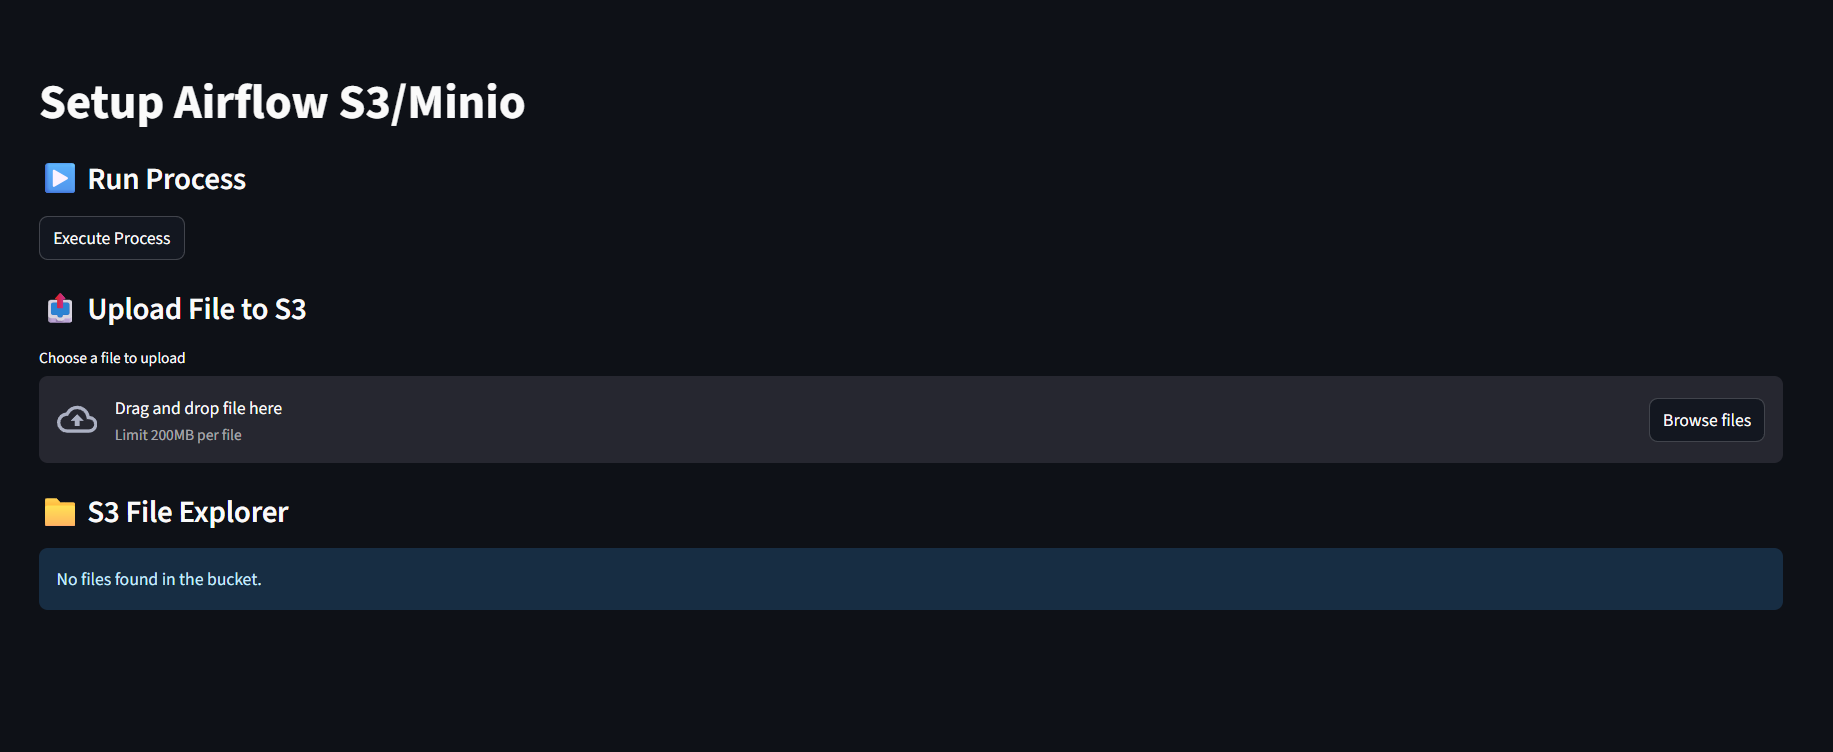 Setup Airflow S3/Minio
Run Process
Execute Process
Upload File to S3
Choose a file to upload
Drag and drop file here
Limit 200MB per file
Browse files
S3 File Explorer
No files found in the bucket.